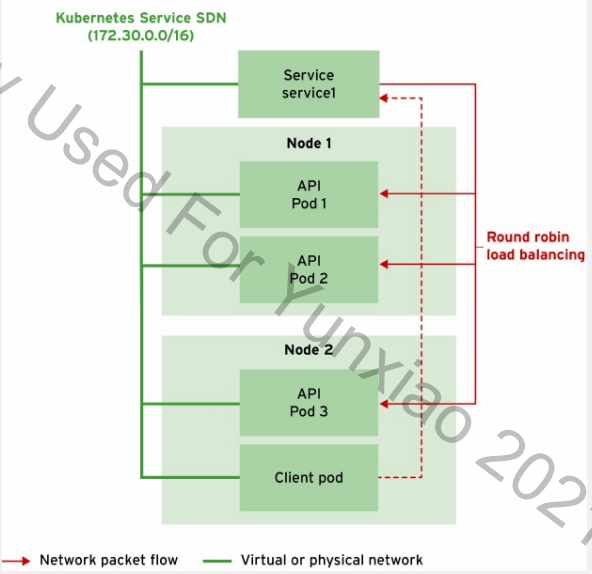 Kubernetes Service SDN
(172.30.0.0/16)
Service
service1
Node 1
API
Pod 1
API
Pod 2
Round robin
load balancing
Node 2
API
Pod 3
Client pod
Network packet flow
Virtual or physical network
Used For Yunxiao 2021